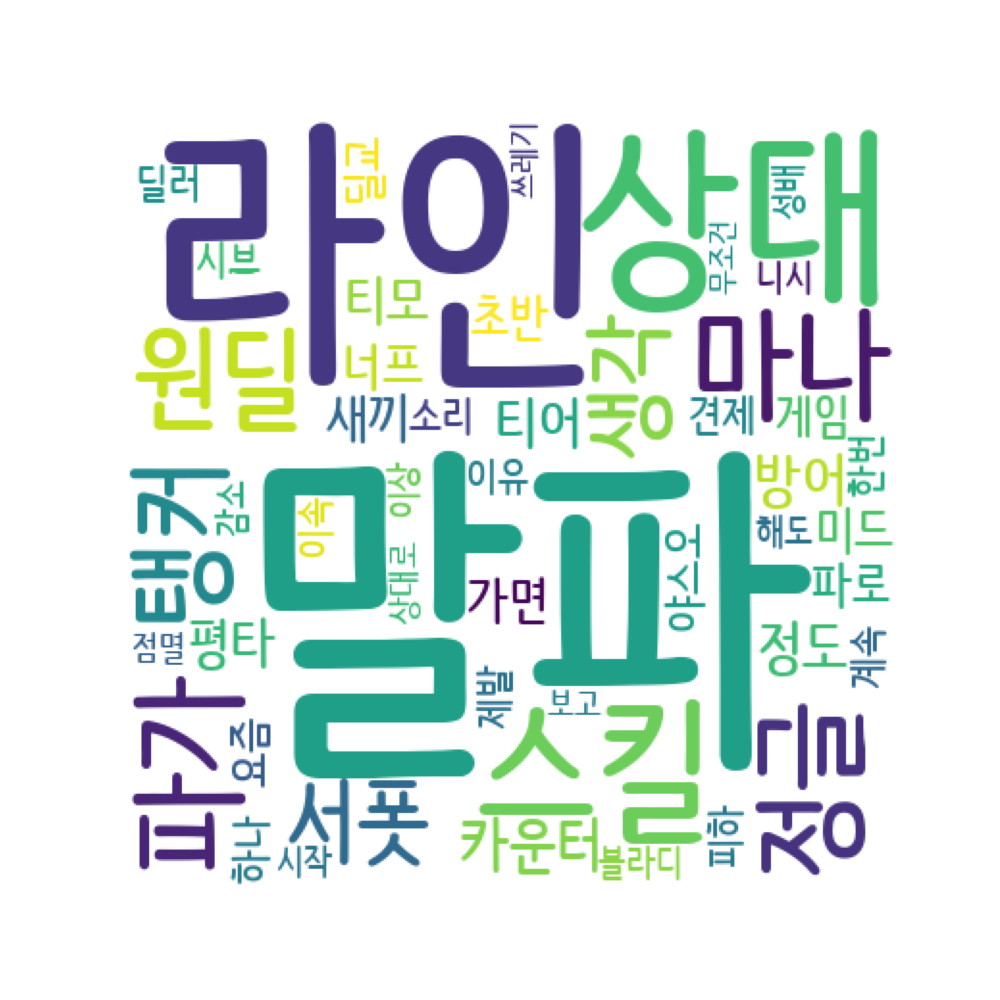 라인
상대
딜러
딜교
쓰레기
성배
시브
무조건
니시
티모
초반
원딜
너프
생각
마나
새끼
소리
티어
견제
게임
말파
탱커
감소
이속
이상
이유
방어
한번
상대로
가면
야스오
해도
미드
파로
점멸
평타
정도
계속
제발
보고
파가
요즘
스킬
정글
서폿
하나
시작
카운터
블라디
피하